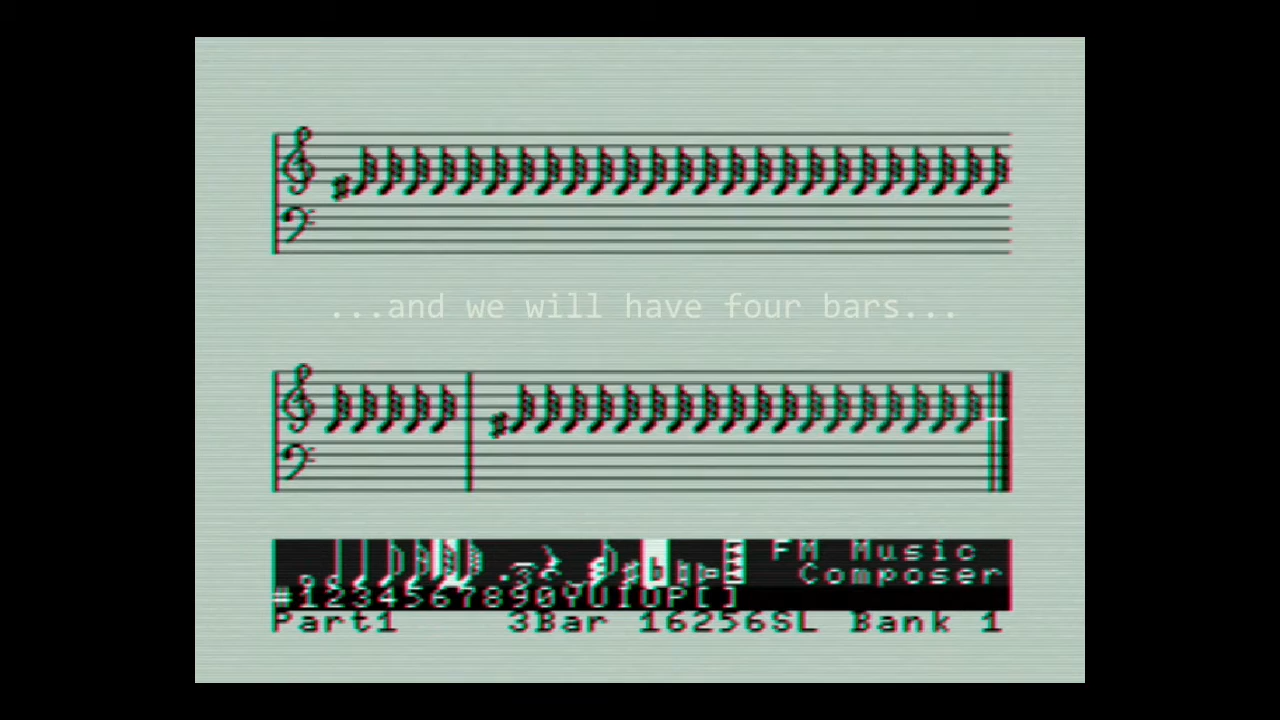 ...and we will have four bars...
FM Music
Composer
#1234567890YUIOP[]
Part1 3Bar 16256SL Bank 1